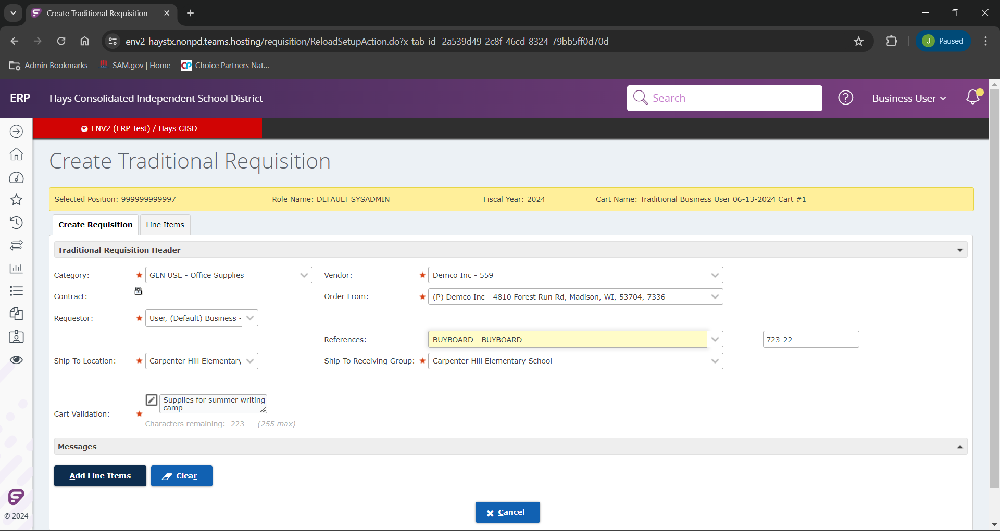 Create Traditional Requisition -
env2-haystx.nonpd.teams.hosting/requisition/ReloadSetupAction.do?x-tab-id=2a539d49-2c8f-46cd-8324-79bb5ff0d70d
J Paused
Admin Bookmarks SAM.gov | Home CP Choice Partners Nat...
ERP Hays Consolidated Independent School District Search ? Business User
ENV2 (ERP Test) / Hays CISD
Create Traditional Requisition
Selected Position: 999999999997 Role Name: DEFAULT SYSADMIN Fiscal Year: 2024 Cart Name: Traditional Business User 06-13-2024 Cart #1
Create Requisition Line Items
Traditional Requisition Header
Category: GEN USE - Office Supplies Vendor: Demco Inc - 559
Contract: Order From: (P) Demco Inc - 4810 Forest Run Rd, Madison, WI, 53704, 7336
Requestor: User, (Default) Business -
References: BUYBOARD - BUYBOARD 723-22
Ship-To Location: Carpenter Hill Elementary Ship-To Receiving Group: Carpenter Hill Elementary School
Supplies for summer writing
camp
Cart Validation:
Characters remaining: 223 (255 max)
Messages
Add Line Items Clear
Cancel
© 2024